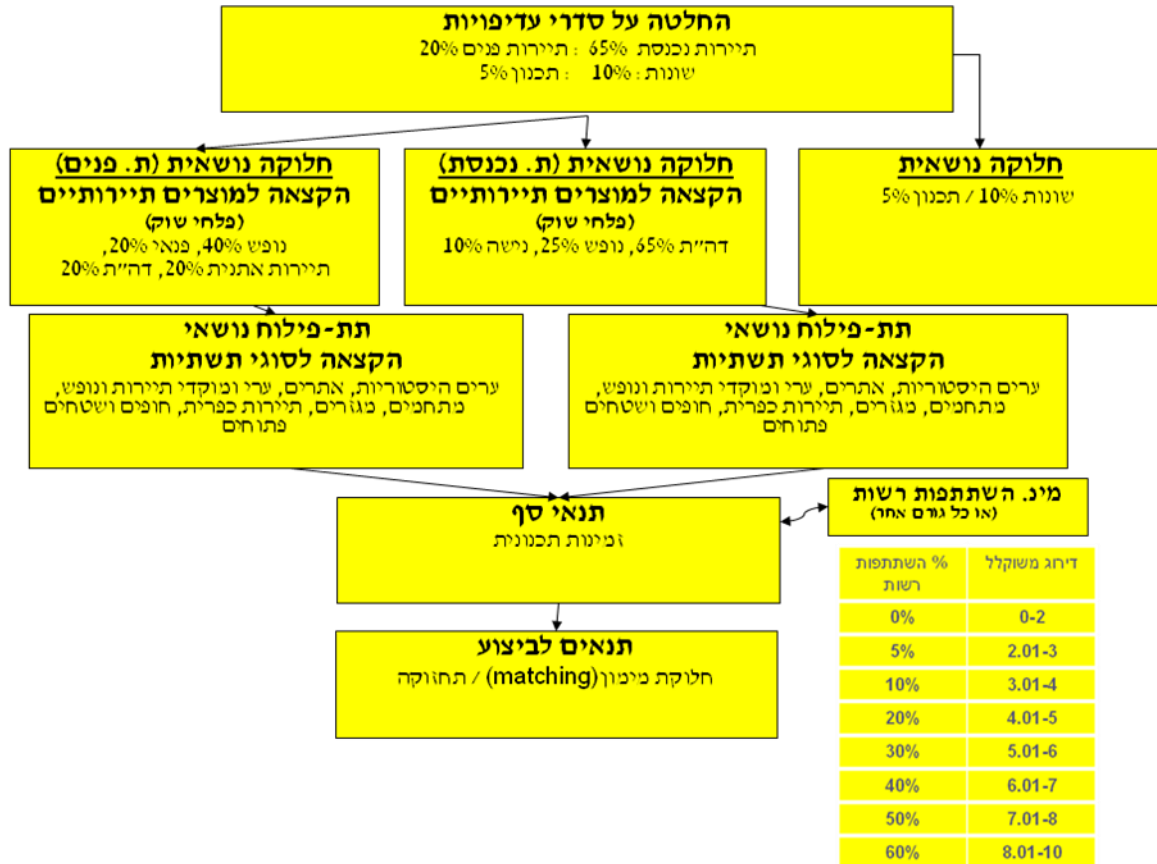 החלטה על סדרי עדיפויות
תיירות נכנסת 65% : תיירות פנים 20%
שונות: 10% : תכנון 5%
חלוקה נושאית
שונות 10% / תכנון 5%
חלוקה נושאית (ת. נכנסת)
הקצאה למוצרים תיירותיים
(פלחי שוק)
דה״ת 65%, נופש 25%, נישה 10%
חלוקה נושאית (ת. פנים)
הקצאה למוצרים תיירותיים
(פלחי שוק)
נופש 40%, פנאי 20%,
תיירות אתנית 20%, דה״ת 20%
תת-פילוח נושאי
הקצאה לסוגי תשתיות
ערים היסטוריות, אתרים, ערי ומוקדי תיירות ונופש,
מתחמים, מגזרים, תיירות כפרית, חופים ושטחים
פתוחים
תת-פילוח נושאי
הקצאה לסוגי תשתיות
ערים היסטוריות, אתרים, ערי ומוקדי תיירות ונופש,
מתחמים, מגזרים, תיירות כפרית, חופים ושטחים
פתוחים
תנאי סף
זמינות תכנונית
מינ. השתתפות רשות
(או כל גורם אחר)
תנאים לביצוע
חלוקת מימון(matching) / תחזוקה
דירוג משוקלל % השתתפות
רשות
0-2 0%
2.01-3 5%
3.01-4 10%
4.01-5 20%
5.01-6 30%
6.01-7 40%
7.01-8 50%
8.01-10 60%